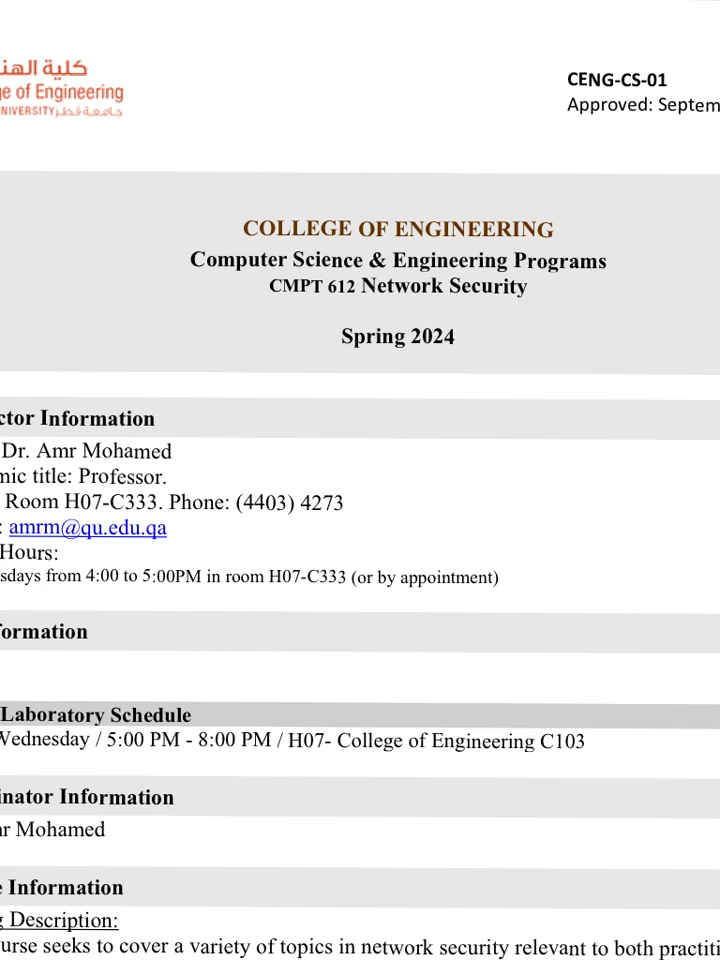 كلية الهند
ge of Engineering
NIVERSITY جامعة قطر
CENG-CS-01
Approved: Septem
COLLEGE OF ENGINEERING
Computer Science & Engineering Programs
CMPT 612 Network Security
Spring 2024
ctor Information
Dr. Amr Mohamed
mic title: Professor.
Room H07-C333. Phone: (4403) 4273
: amrm@qu.edu.qa
Hours:
sdays from 4:00 to 5:00PM in room H07-C333 (or by appointment)
formation
Laboratory Schedule
Wednesday / 5:00 PM - 8:00 PM / H07- College of Engineering C103
inator Information
mr Mohamed
e Information
g Description:
urse seeks to cover a variety of topics in network security relevant to both practiti